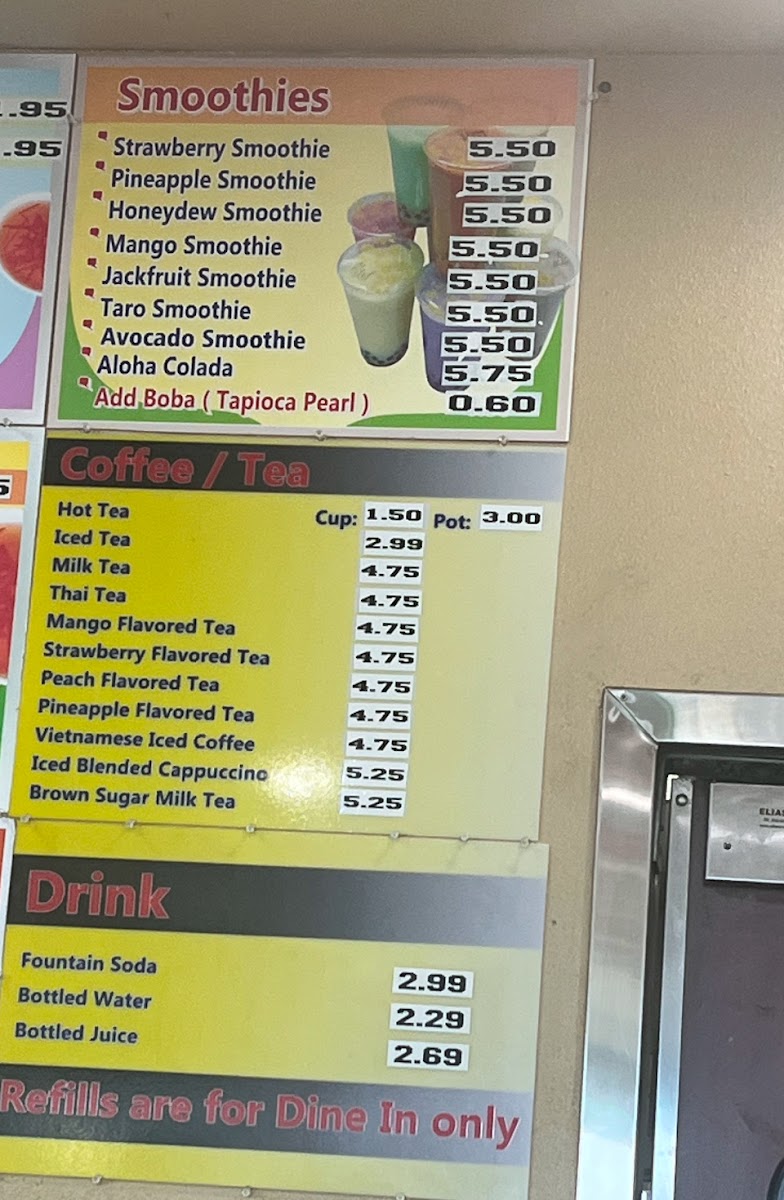 .95
.95
Smoothies
Strawberry Smoothie 5.50
Pineapple Smoothie 5.50
Honeydew Smoothie 5.50
Mango Smoothie 5.50
Jackfruit Smoothie 5.50
Taro Smoothie 5.50
Avocado Smoothie 5.50
Aloha Colada 5.75
Add Boba ( Tapioca Pearl ) 0.60
5
Coffee / Tea
Hot Tea Cup: 1.50 Pot: 3.00
Iced Tea 2.99
Milk Tea 4.75
Thai Tea 4.75
Mango Flavored Tea 4.75
Strawberry Flavored Tea 4.75
Peach Flavored Tea 4.75
Pineapple Flavored Tea 4.75
Vietnamese Iced Coffee 4.75
Iced Blended Cappuccino 5.25
Brown Sugar Milk Tea 5.25
Drink
Fountain Soda 2.99
Bottled Water 2.29
Bottled Juice 2.69
Refills are for Dine In only